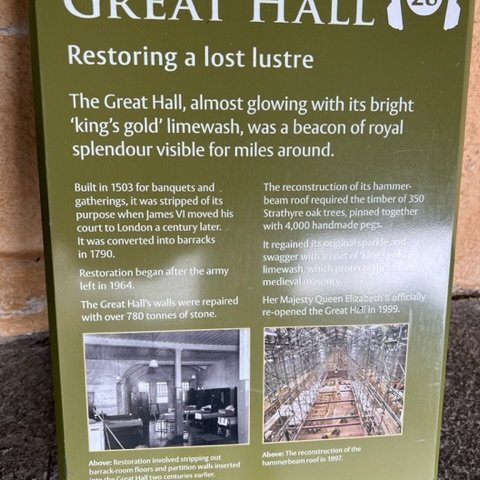 GREAT HALL
20
Restoring a lost lustre
The Great Hall, almost glowing with its bright
‘king’s gold’ limewash, was a beacon of royal
splendour visible for miles around.
Built in 1503 for banquets and
gatherings, it was stripped of its
purpose when James VI moved his
court to London a century later.
It was converted into barracks
in 1790.
Restoration began after the army
left in 1964.
The Great Hall’s walls were repaired
with over 780 tonnes of stone.
The reconstruction of its hammer-
beam roof required the timber of 350
Strathyre oak trees, pinned together
with 4,000 handmade pegs.
It regained its original sparkle and
swagger with a coat of ‘king’s gold’
limewash, which protects the
medieval masonry.
Her Majesty Queen Elizabeth II officially
re-opened the Great Hall in 1999.
Above: Restoration involved stripping out
barrack-room floors and partition walls inserted
into the Great Hall two centuries earlier.
Above: The reconstruction of the
hammerbeam roof in 1997.